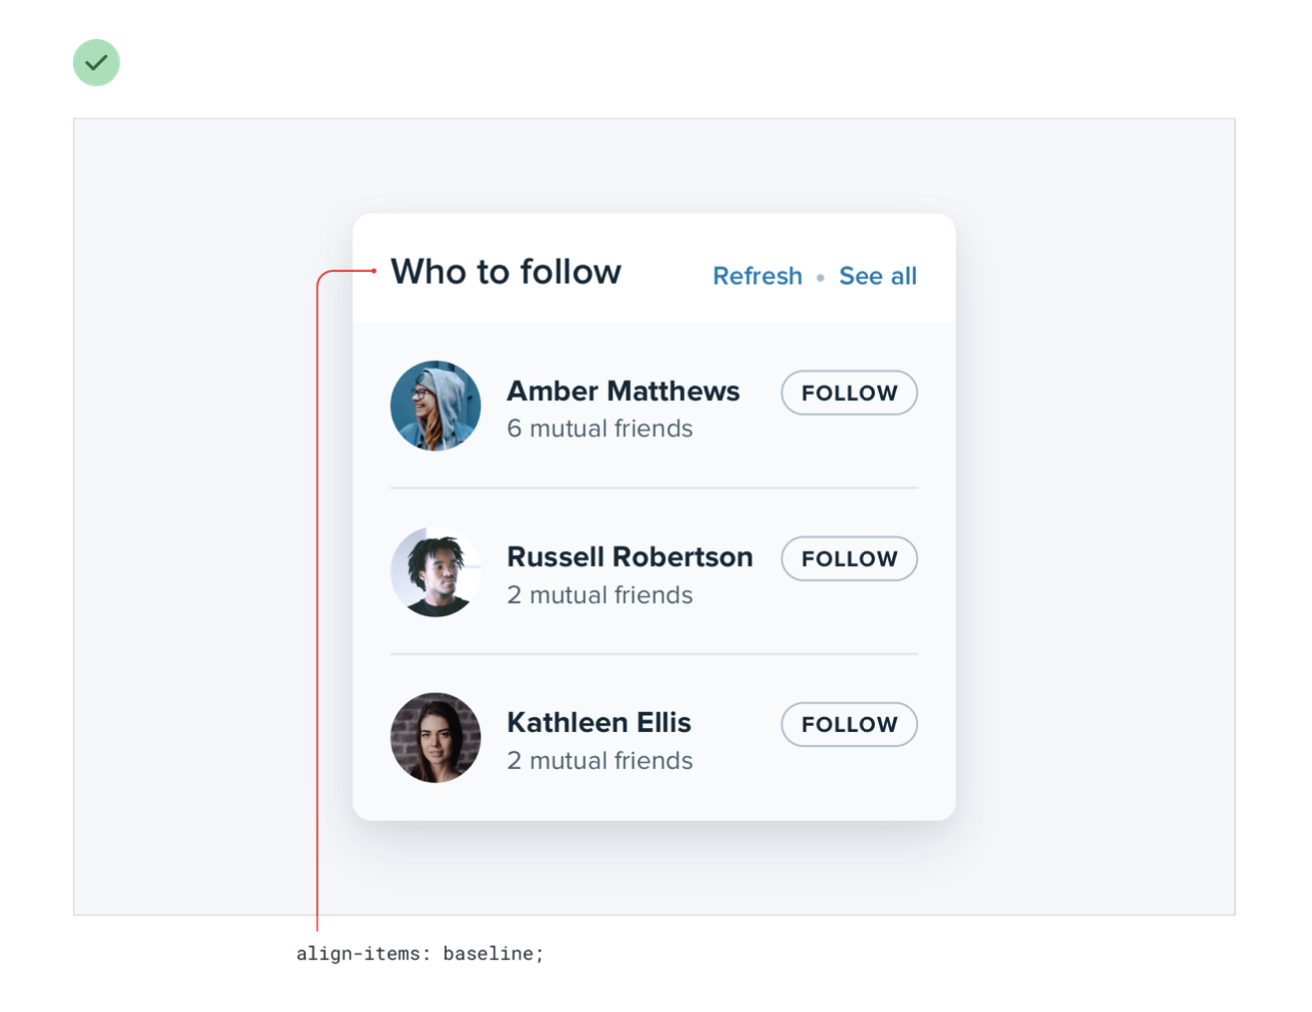 Who to follow
Refresh • See all
Amber Matthews
FOLLOW
6 mutual friends
Russell Robertson
FOLLOW
2 mutual friends
Kathleen Ellis
FOLLOW
2 mutual friends
align-items: baseline;